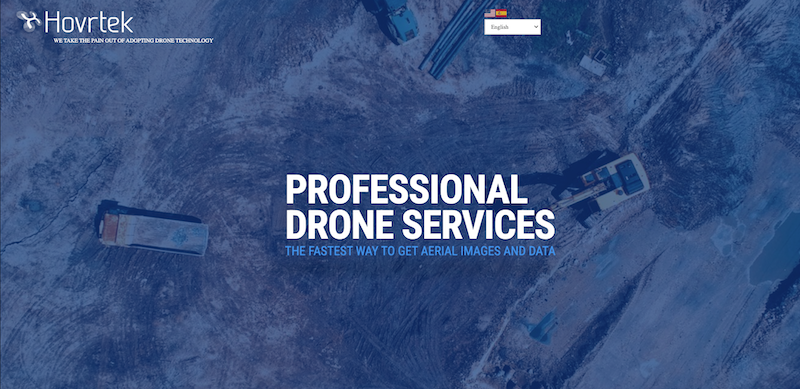 Hovrtek
WE TAKE THE PAIN OUT OF ADOPTING DRONE TECHNOLOGY
English
PROFESSIONAL
DRONE SERVICES
THE FASTEST WAY TO GET AERIAL IMAGES AND DATA